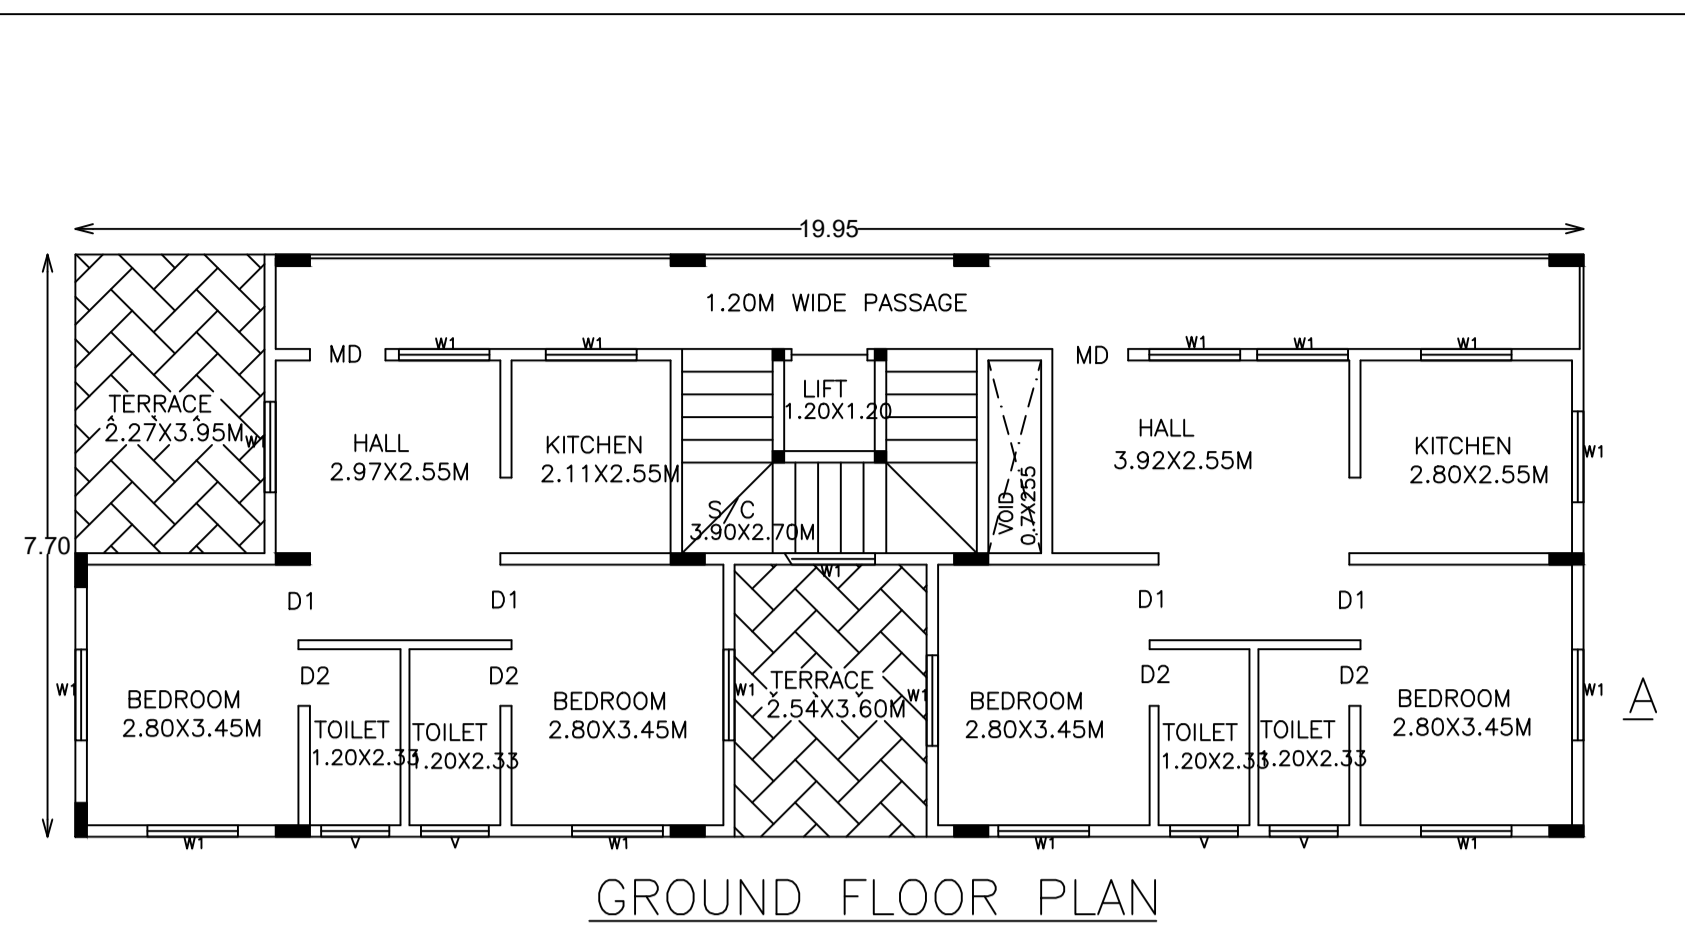 19.95
1.20M WIDE PASSAGE
W1
W1
W1
W1
W1
MD
MD
LIFT
1.20X1.20
TERRACE
2.27X3.95M
W1
HALL
2.97X2.55M
KITCHEN
2.11X2.55M
HALL
3.92X2.55M
KITCHEN
2.80X2.55M
W1
S/C
3.90X2.70M
VOID
0.7X255
7.70
W1
D1
D1
D1
D1
D2
D2
D2
D2
W1
BEDROOM
2.80X3.45M
TOILET
1.20X2.33
TOILET
1.20X2.33
BEDROOM
2.80X3.45M
W1
TERRACE
2.54X3.60M
W1
BEDROOM
2.80X3.45M
TOILET
1.20X2.33
TOILET
1.20X2.33
BEDROOM
2.80X3.45M
W1
A
W1
V
V
W1
W1
V
V
W1
GROUND FLOOR PLAN